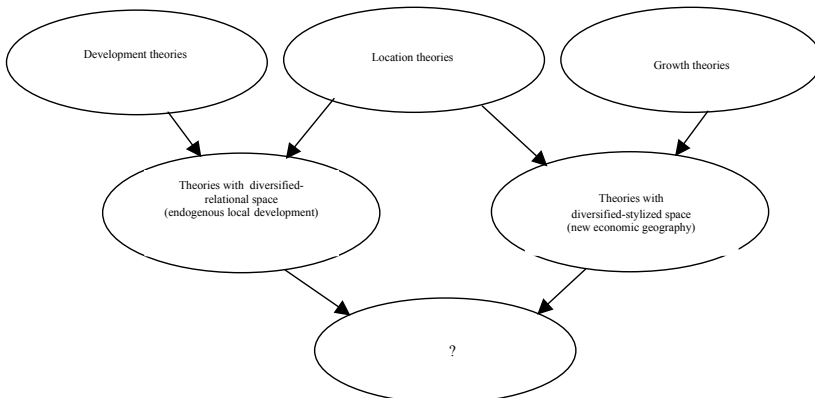 Development theories
Location theories
Growth theories
Theories with diversified-
relational space
(endogenous local development)
Theories with
diversified-stylized space
(new economic geography)
?